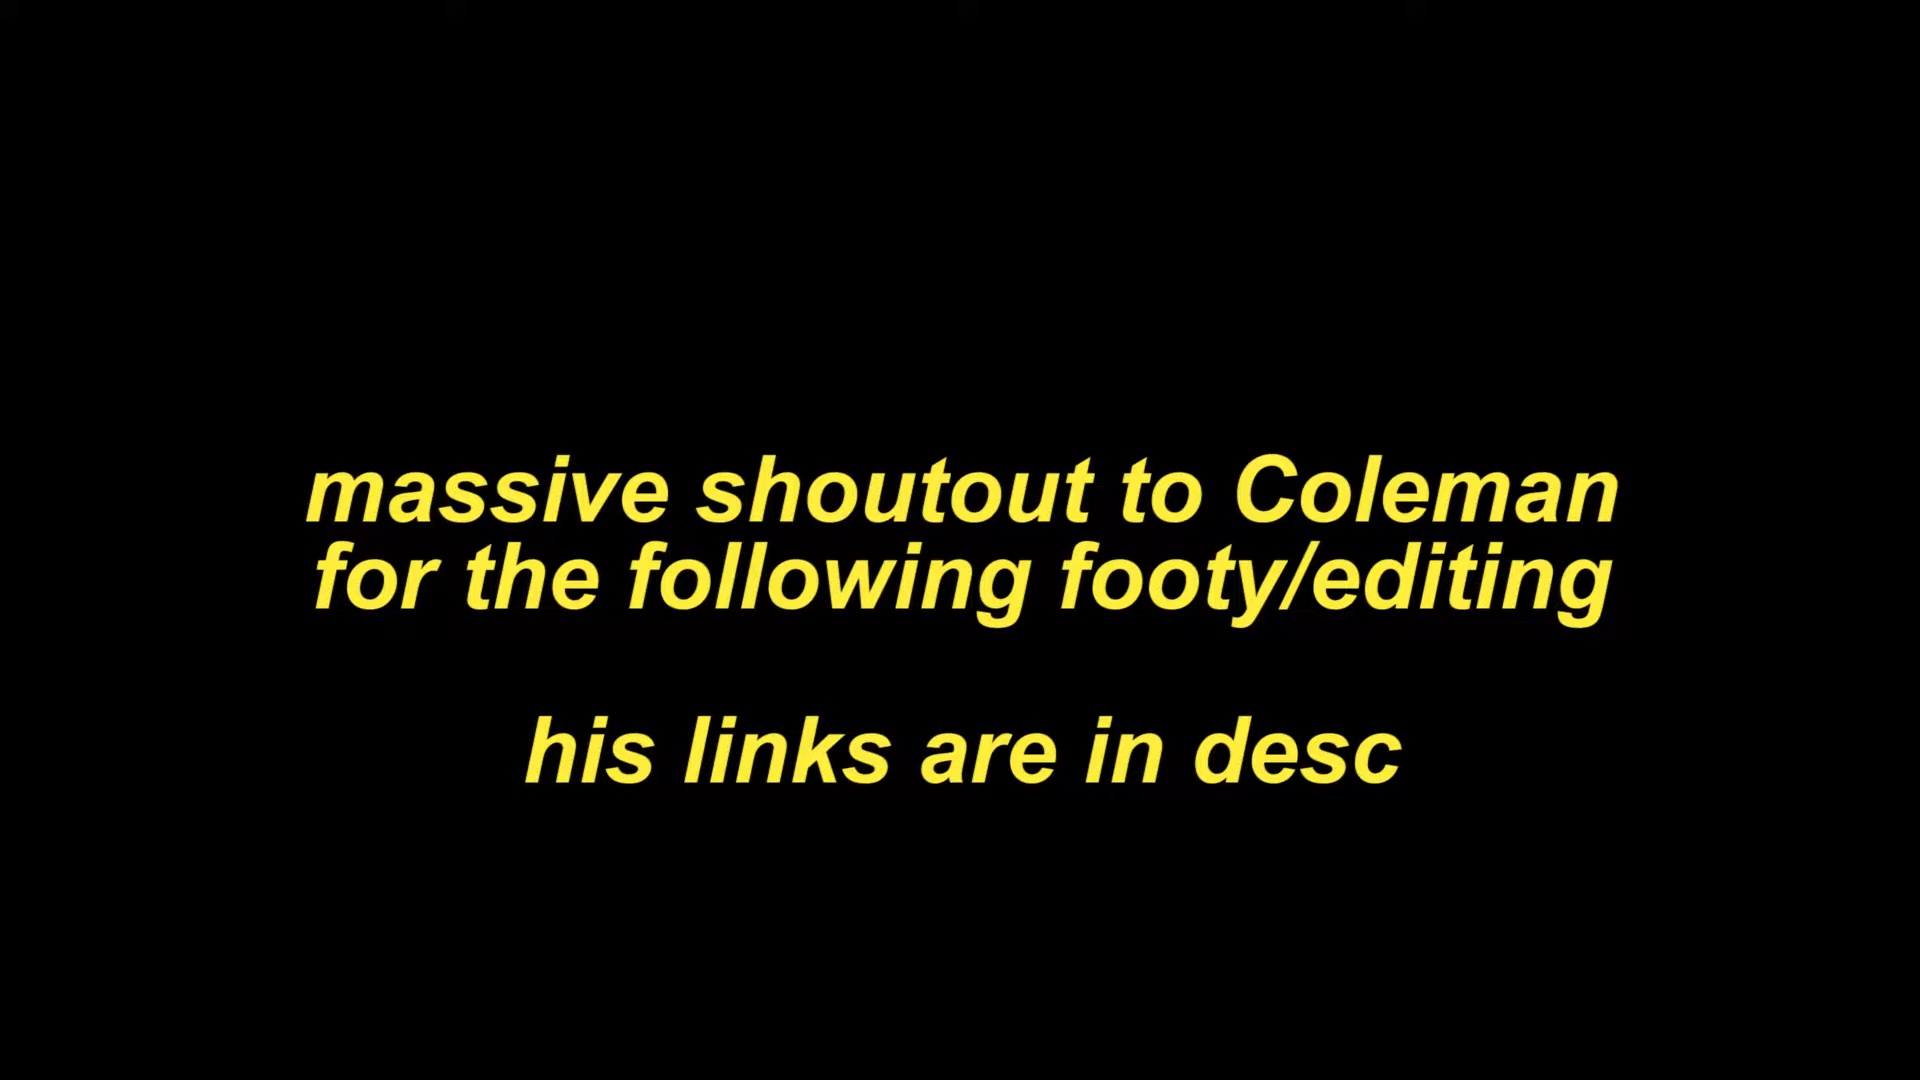 massive shoutout to Coleman
for the following footy/editing
his links are in desc